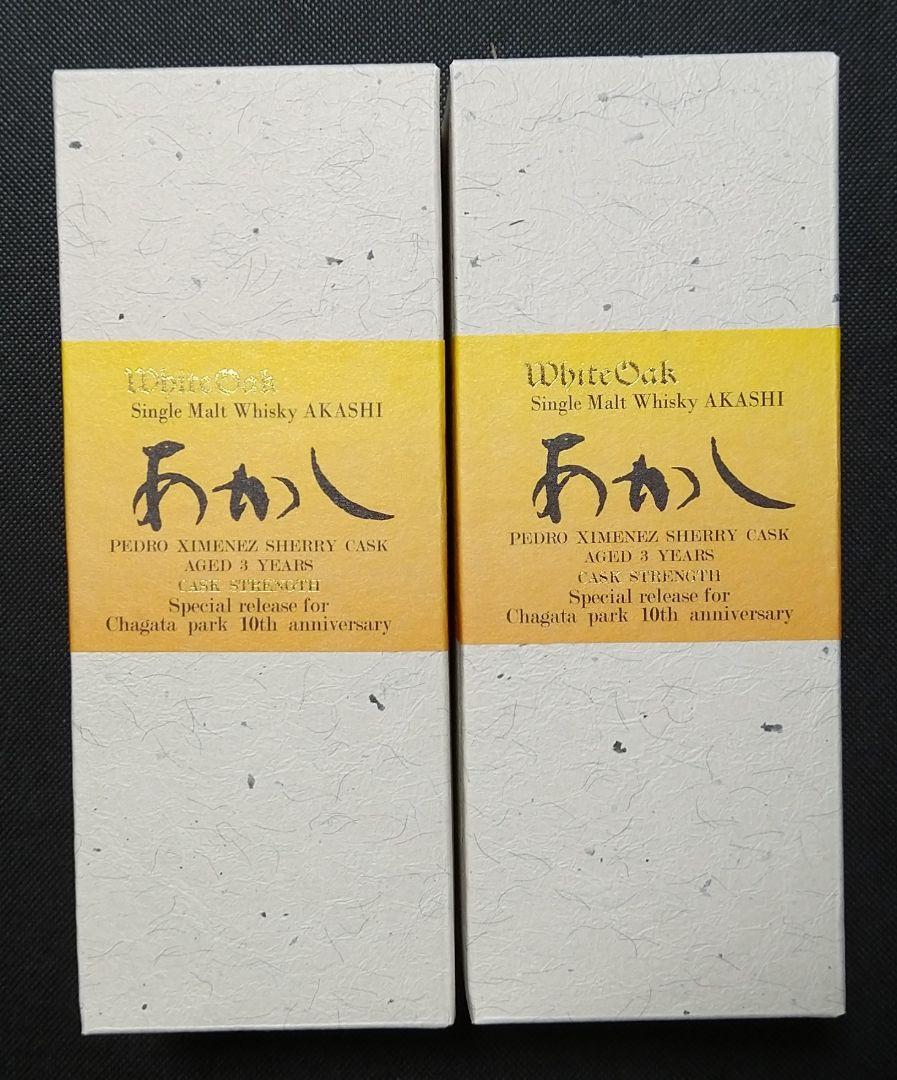 WhiteOak
Single Malt Whisky AKASHI
あかし
PEDRO XIMENEZ SHERRY CASK
AGED 3 YEARS
CASK STRENGTH
Special release for
Chagata park 10th anniversary
WhiteOak
Single Malt Whisky AKASHI
あかし
PEDRO XIMENEZ SHERRY CASK
AGED 3 YEARS
CASK STRENGTH
Special release for
Chagata park 10th anniversary